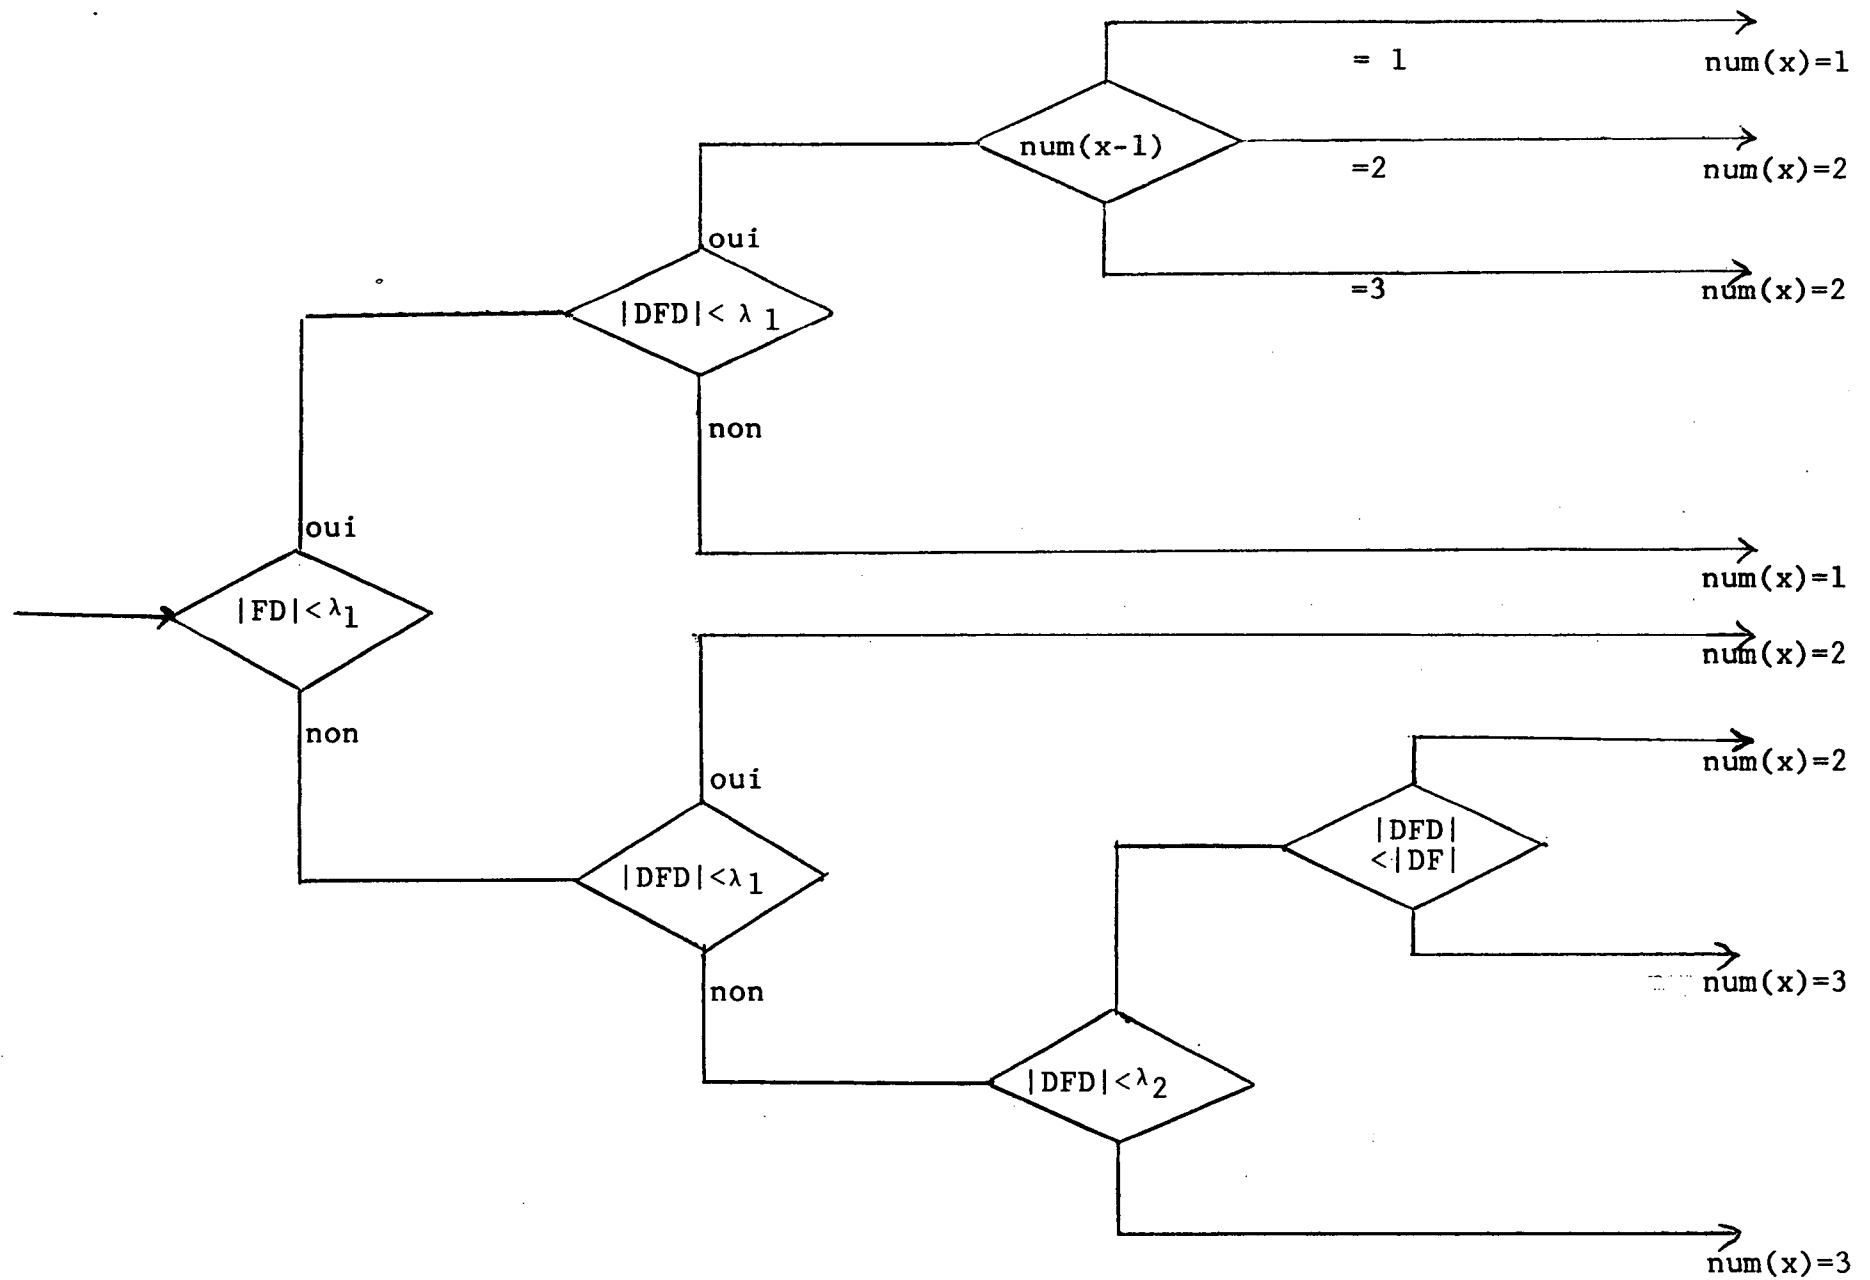 = 1
num(x)=1
num(x-1)
=2
num(x)=2
oui
=3
num(x)=2
|DFD|< λ 1
non
oui
num(x)=1
|FD|<λ1
num(x)=2
non
num(x)=2
oui
|DFD|
<|DF|
|DFD|<λ1
num(x)=3
non
|DFD|<λ2
num(x)=3